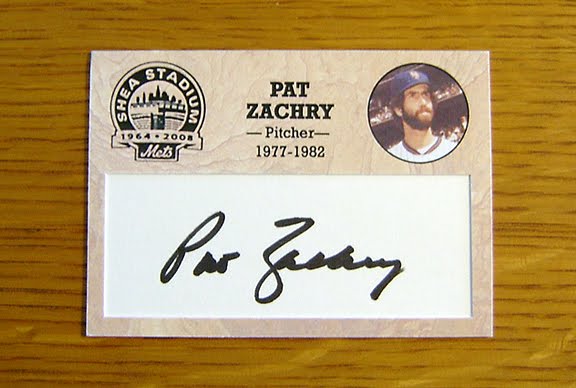 SHEA STADIUM
1964 • 2008
Mets
PAT
ZACHRY
—Pitcher—
1977-1982
Pat Zachry